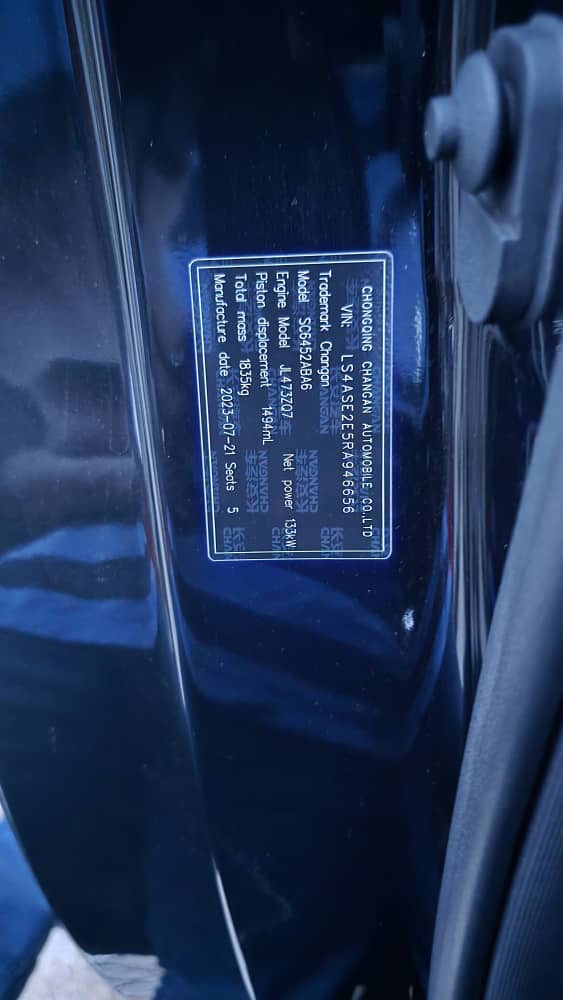 CHONGQING CHANGAN AUTOMOBILE CO.,LTD
VIN: LS4ASE2E5RA946656
Trademark Changan
Model SC6452ABA6
Engine Model JL473ZQ7 Net power 133kW
Piston displacement 1494mL
Total mass 1835kg
Manufacture date 2023-07-21 Seats 5